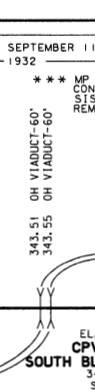 SEPTEMBER 11
1932
* * * MP
CON
SIS
REM
343.51 OH VIADUCT-60'
343.55 OH VIADUCT-60'
EL.
CPV
SOUTH BL